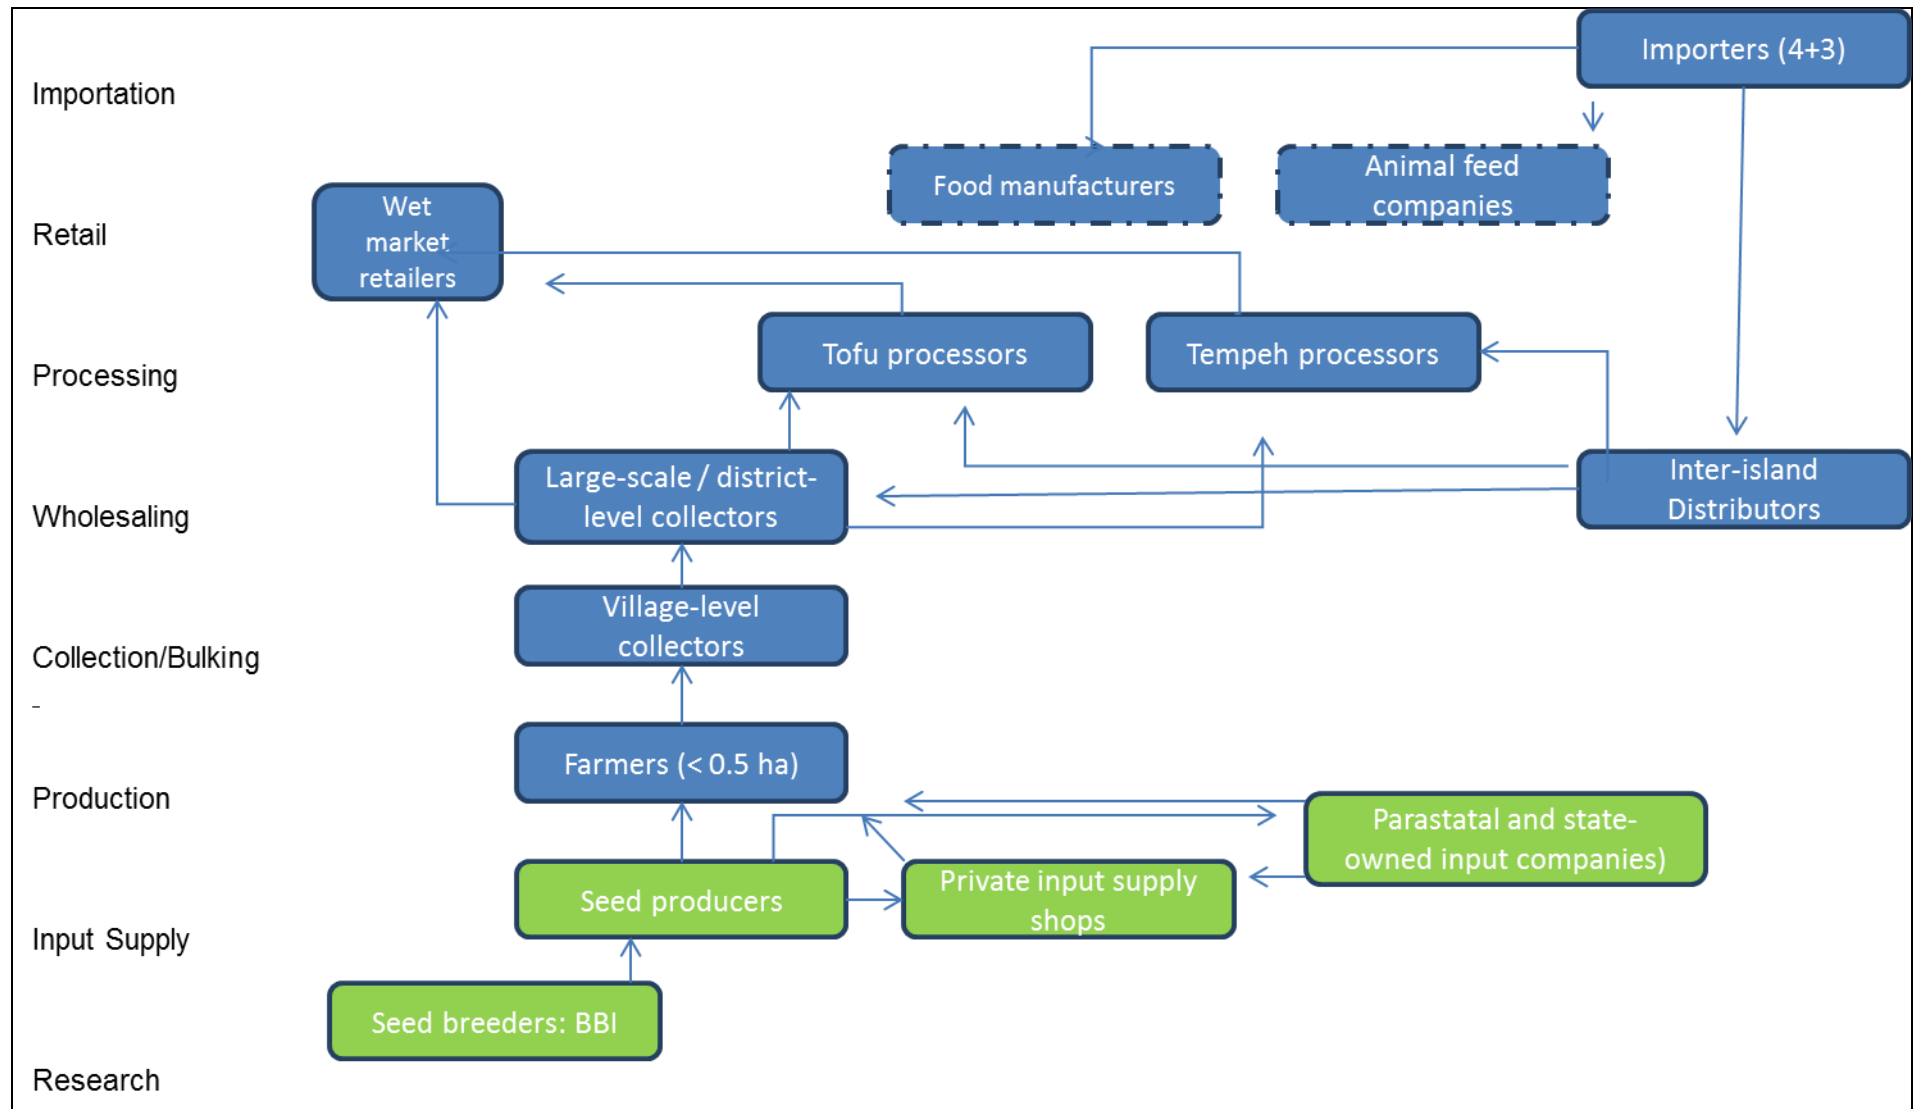 Importers (4+3)
Importation
Food manufacturers
Animal feed
companies
Wet
market
retailers
Retail
Tofu processors
Tempeh processors
Processing
Large-scale / district-
level collectors
Inter-island
Distributors
Wholesaling
Village-level
collectors
Collection/Bulking
-
Farmers (< 0.5 ha)
Production
Parastatal and state-
owned input companies)
Seed producers
Private input supply
shops
Input Supply
Seed breeders: BBI
Research